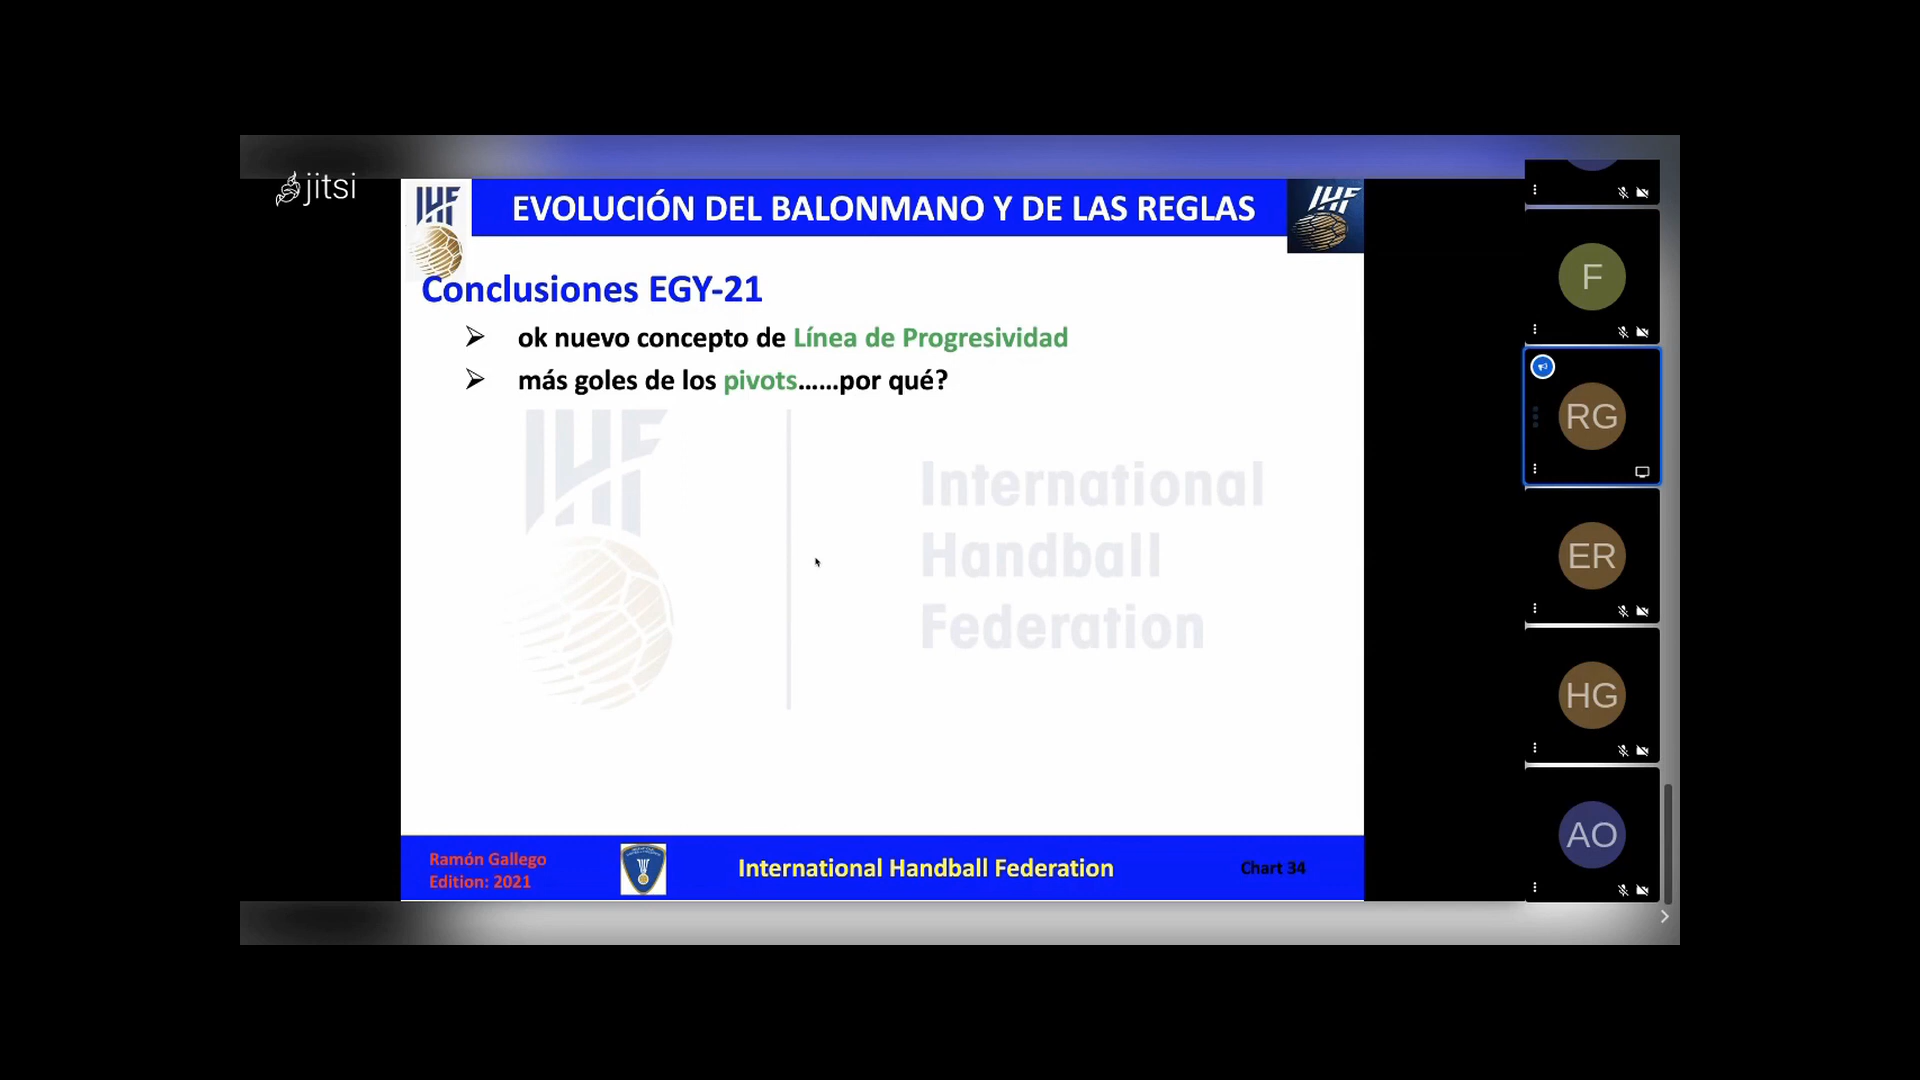 jitsi
IHF
EVOLUCIÓN DEL BALONMANO Y DE LAS REGLAS
IHF
Conclusiones EGY-21
ok nuevo concepto de Línea de Progresividad
más goles de los pivots......por qué?
IHF
International
Handball
Federation
Ramón Gallego
Edition: 2021
International Handball Federation
Chart 34
F
RG
ER
HG
AO